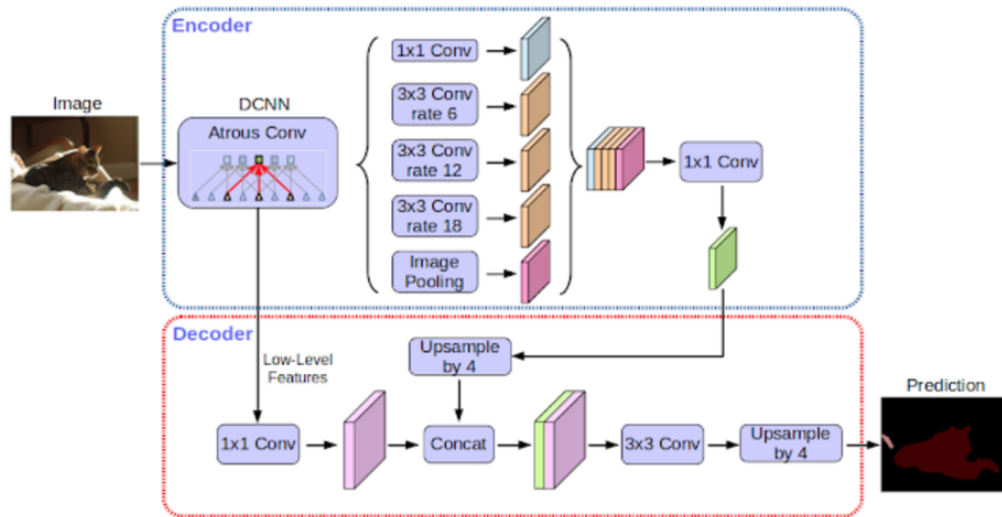 Encoder
Image
DCNN
Atrous Conv
1x1 Conv
3x3 Conv
rate 6
3x3 Conv
rate 12
3x3 Conv
rate 18
Image
Pooling
1x1 Conv
Decoder
Low-Level
Features
Upsample
by 4
1x1 Conv
Concat
3x3 Conv
Upsample
by 4
Prediction